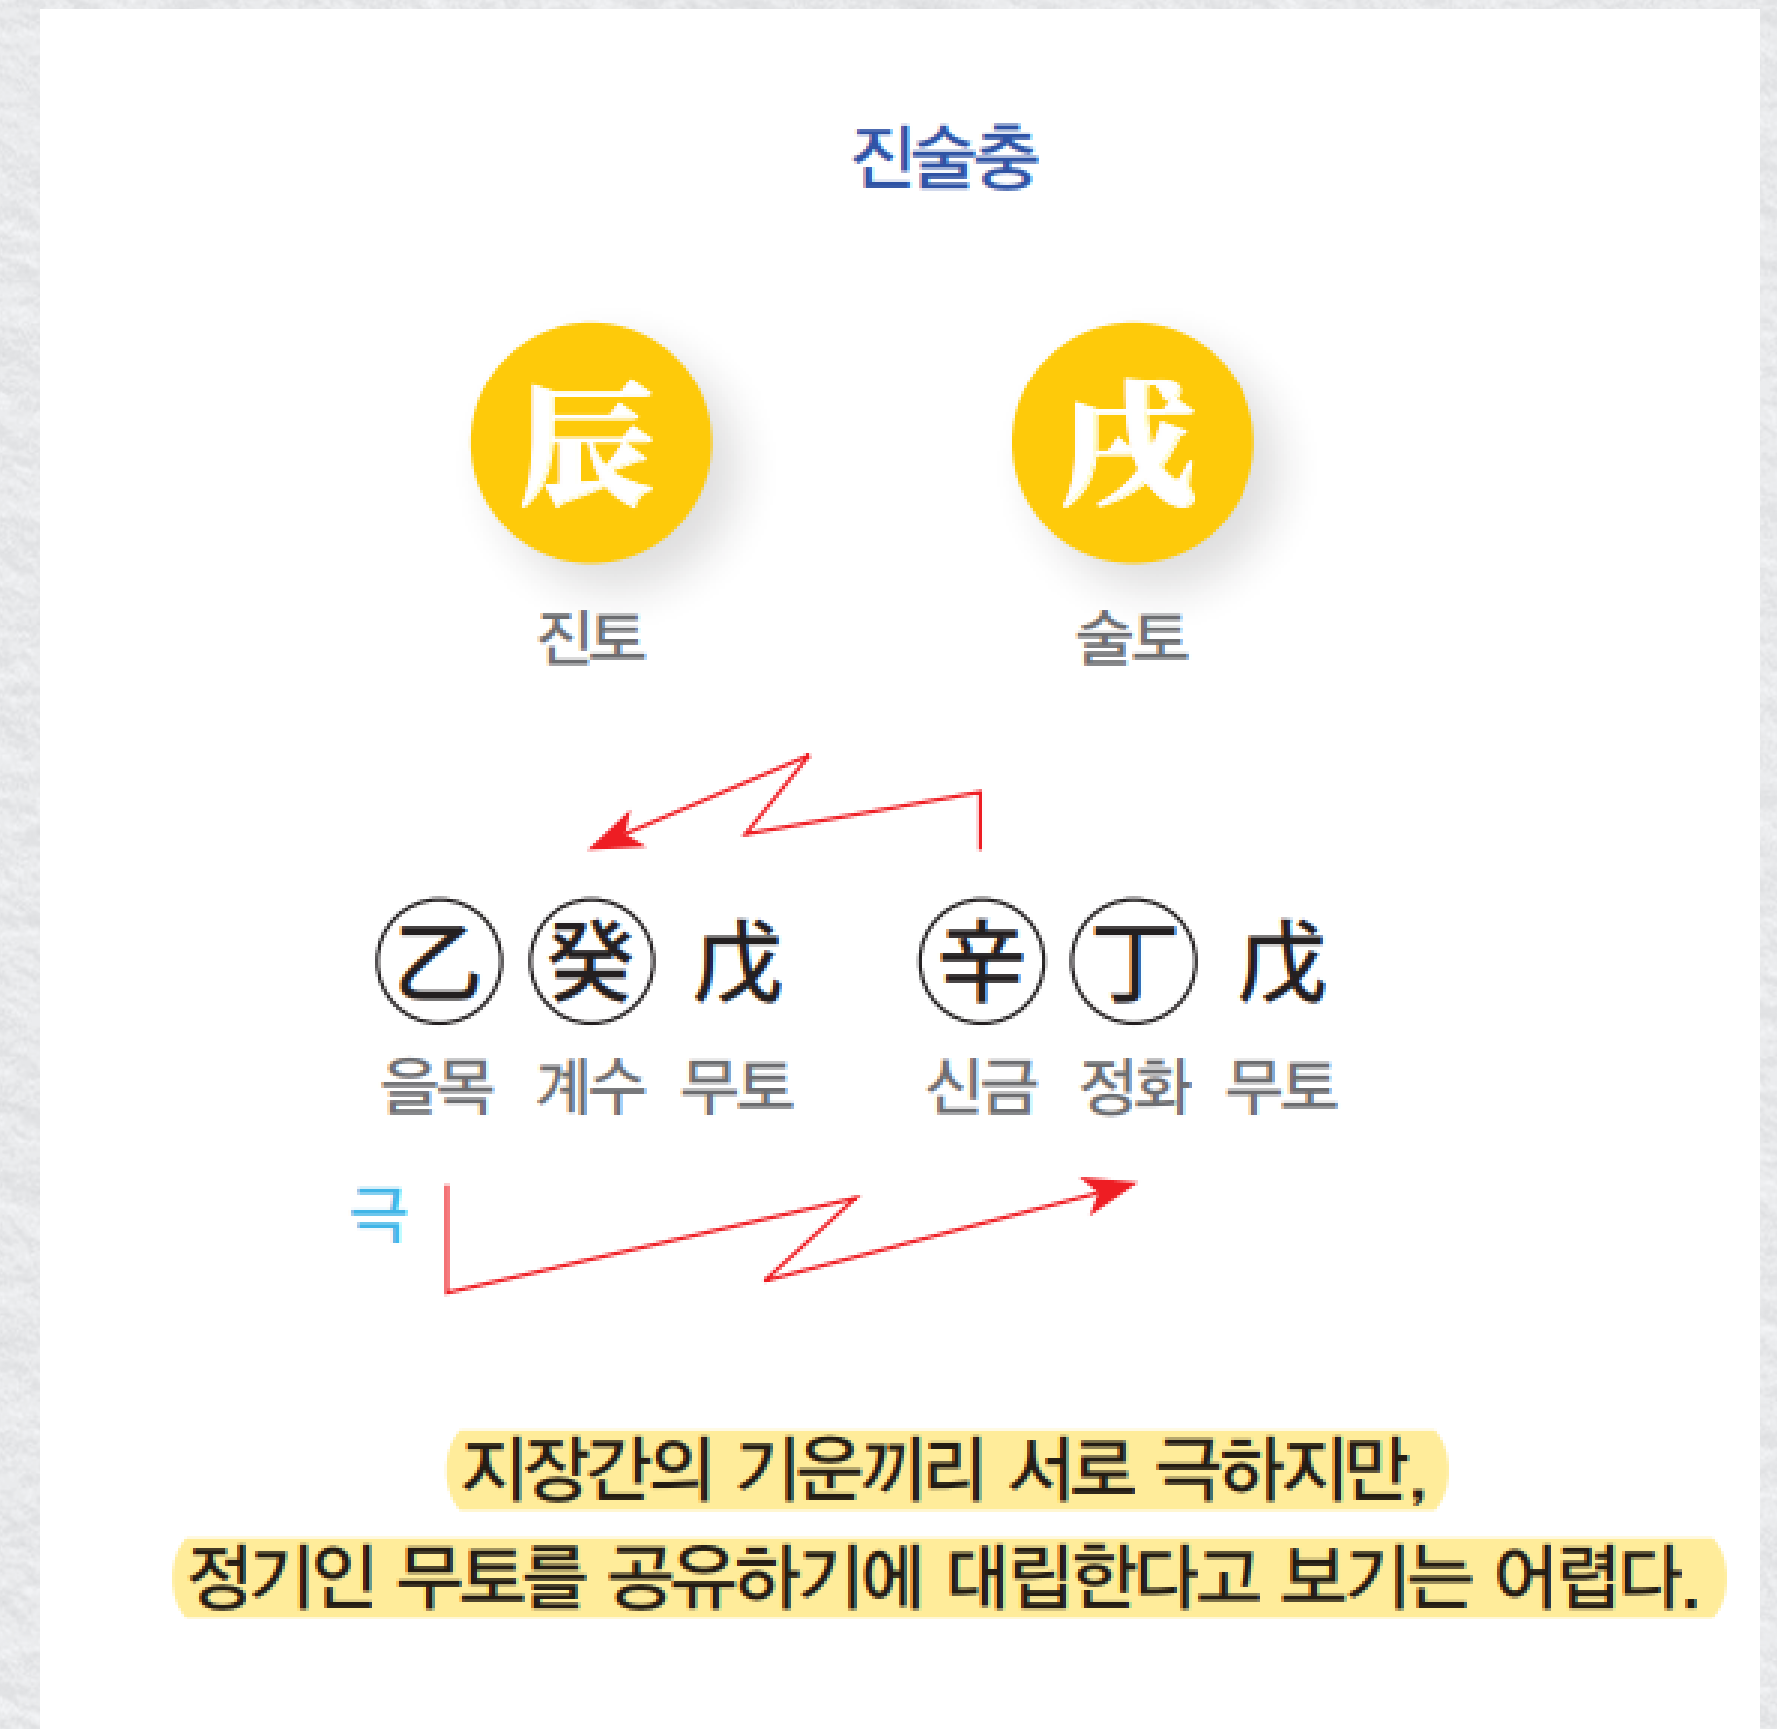 진술충
辰 戌
진토 술토
乙 癸 戊 辛 丁 戊
을목 계수 무토 신금 정화 무토
극
지장간의 기운끼리 서로 극하지만,
정기인 무토를 공유하기에 대립한다고 보기는 어렵다.